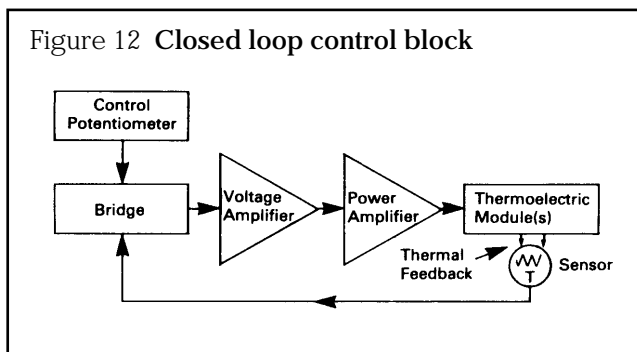 Figure 12 Closed loop control block
Control
Potentiometer
Bridge
Voltage
Amplifier
Power
Amplifier
Thermoelectric
Module(s)
Thermal
Feedback
T
Sensor